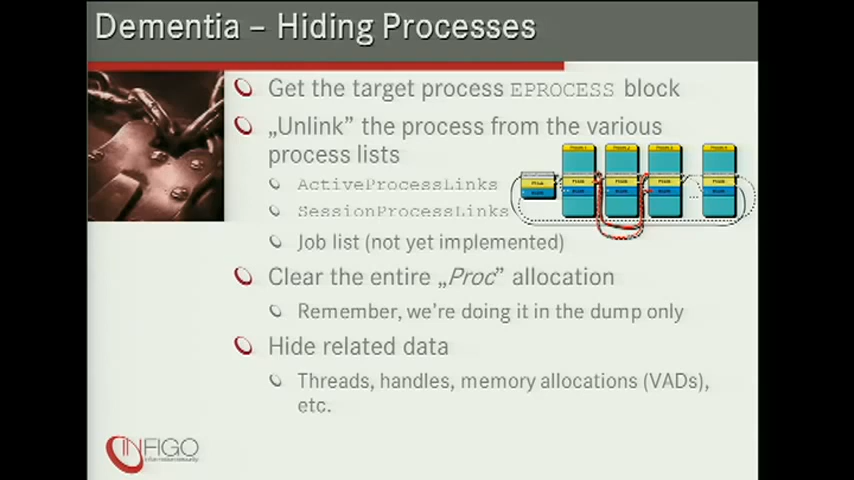 Dementia – Hiding Processes
Get the target process EPROCESS block
„Unlink” the process from the various
process lists
ActiveProcessLinks
SessionProcessLinks
Job list (not yet implemented)
Clear the entire „Proc” allocation
Remember, we're doing it in the dump only
Hide related data
Threads, handles, memory allocations (VADs),
etc.
INFIGO